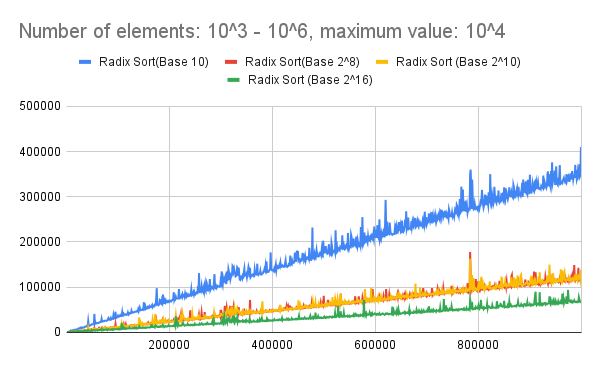 Number of elements: 10^3 - 10^6, maximum value: 10^4
Radix Sort(Base 10) Radix Sort(Base 2^8) Radix Sort (Base 2^10)
Radix Sort (Base 2^16)
500000
400000
300000
200000
100000
0
200000 400000 600000 800000